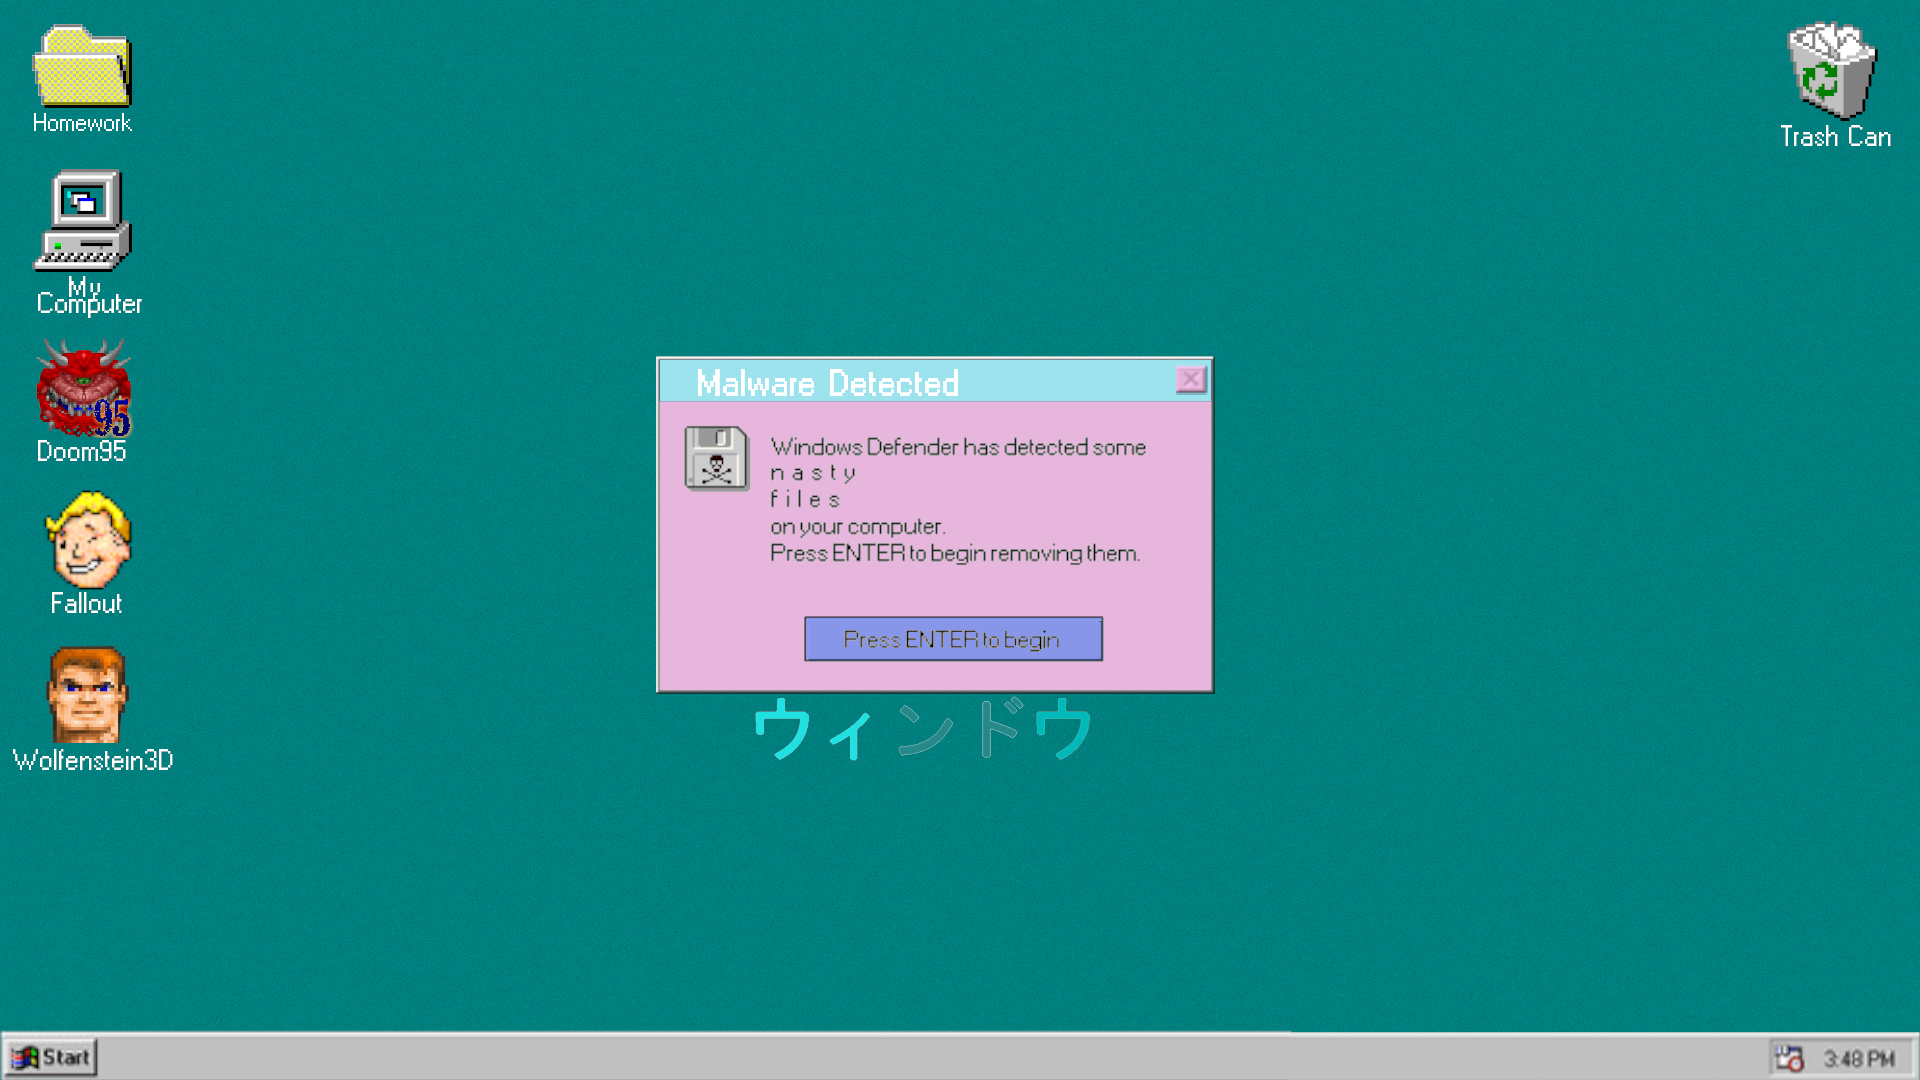 Homework
Trash Can
My
Computer
Doom95
Fallout
Wolfenstein3D
Malware Detected
Windows Defender has detected some
n a s t y
f i l e s
on your computer.
Press ENTER to begin removing them.
Press ENTER to begin
ウィンドウ
Start
3:48 PM